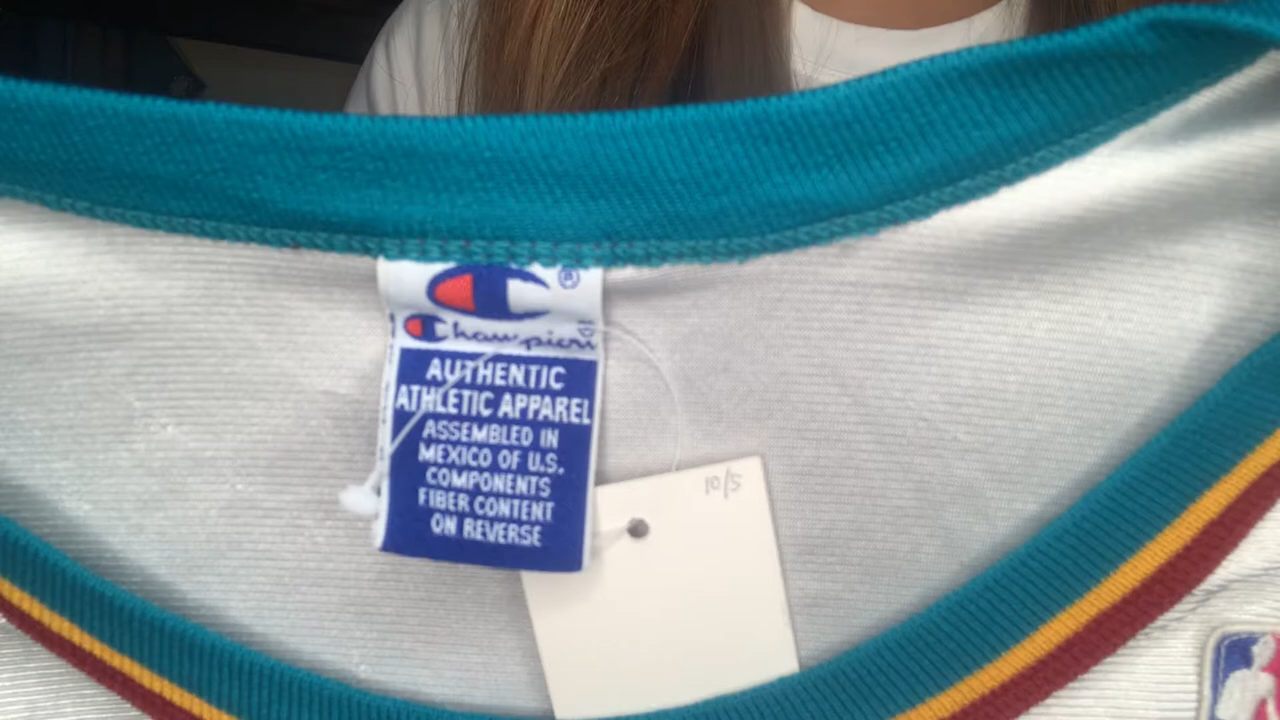 Champion
AUTHENTIC
ATHLETIC APPAREL
ASSEMBLED IN
MEXICO OF U.S.
COMPONENTS
FIBER CONTENT
ON REVERSE
10/5